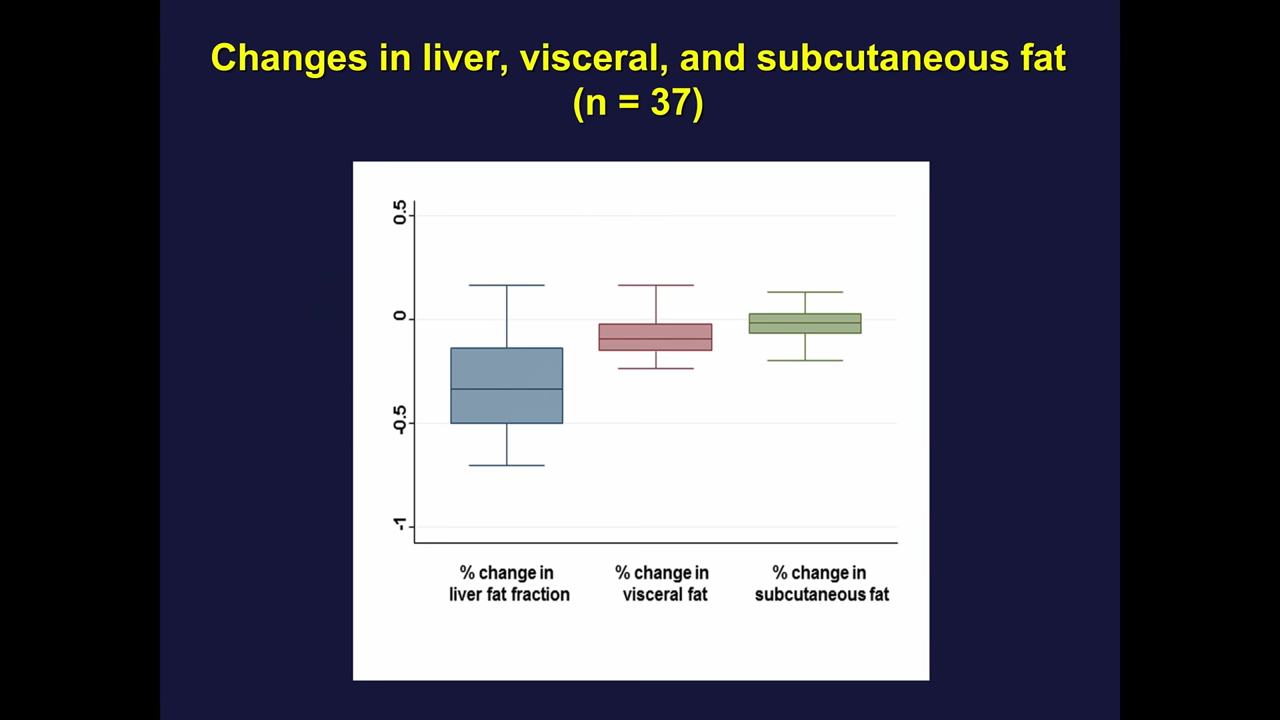 Changes in liver, visceral, and subcutaneous fat
(n = 37)
0.5
0
-0.5
-1
% change in
liver fat fraction
% change in
visceral fat
% change in
subcutaneous fat